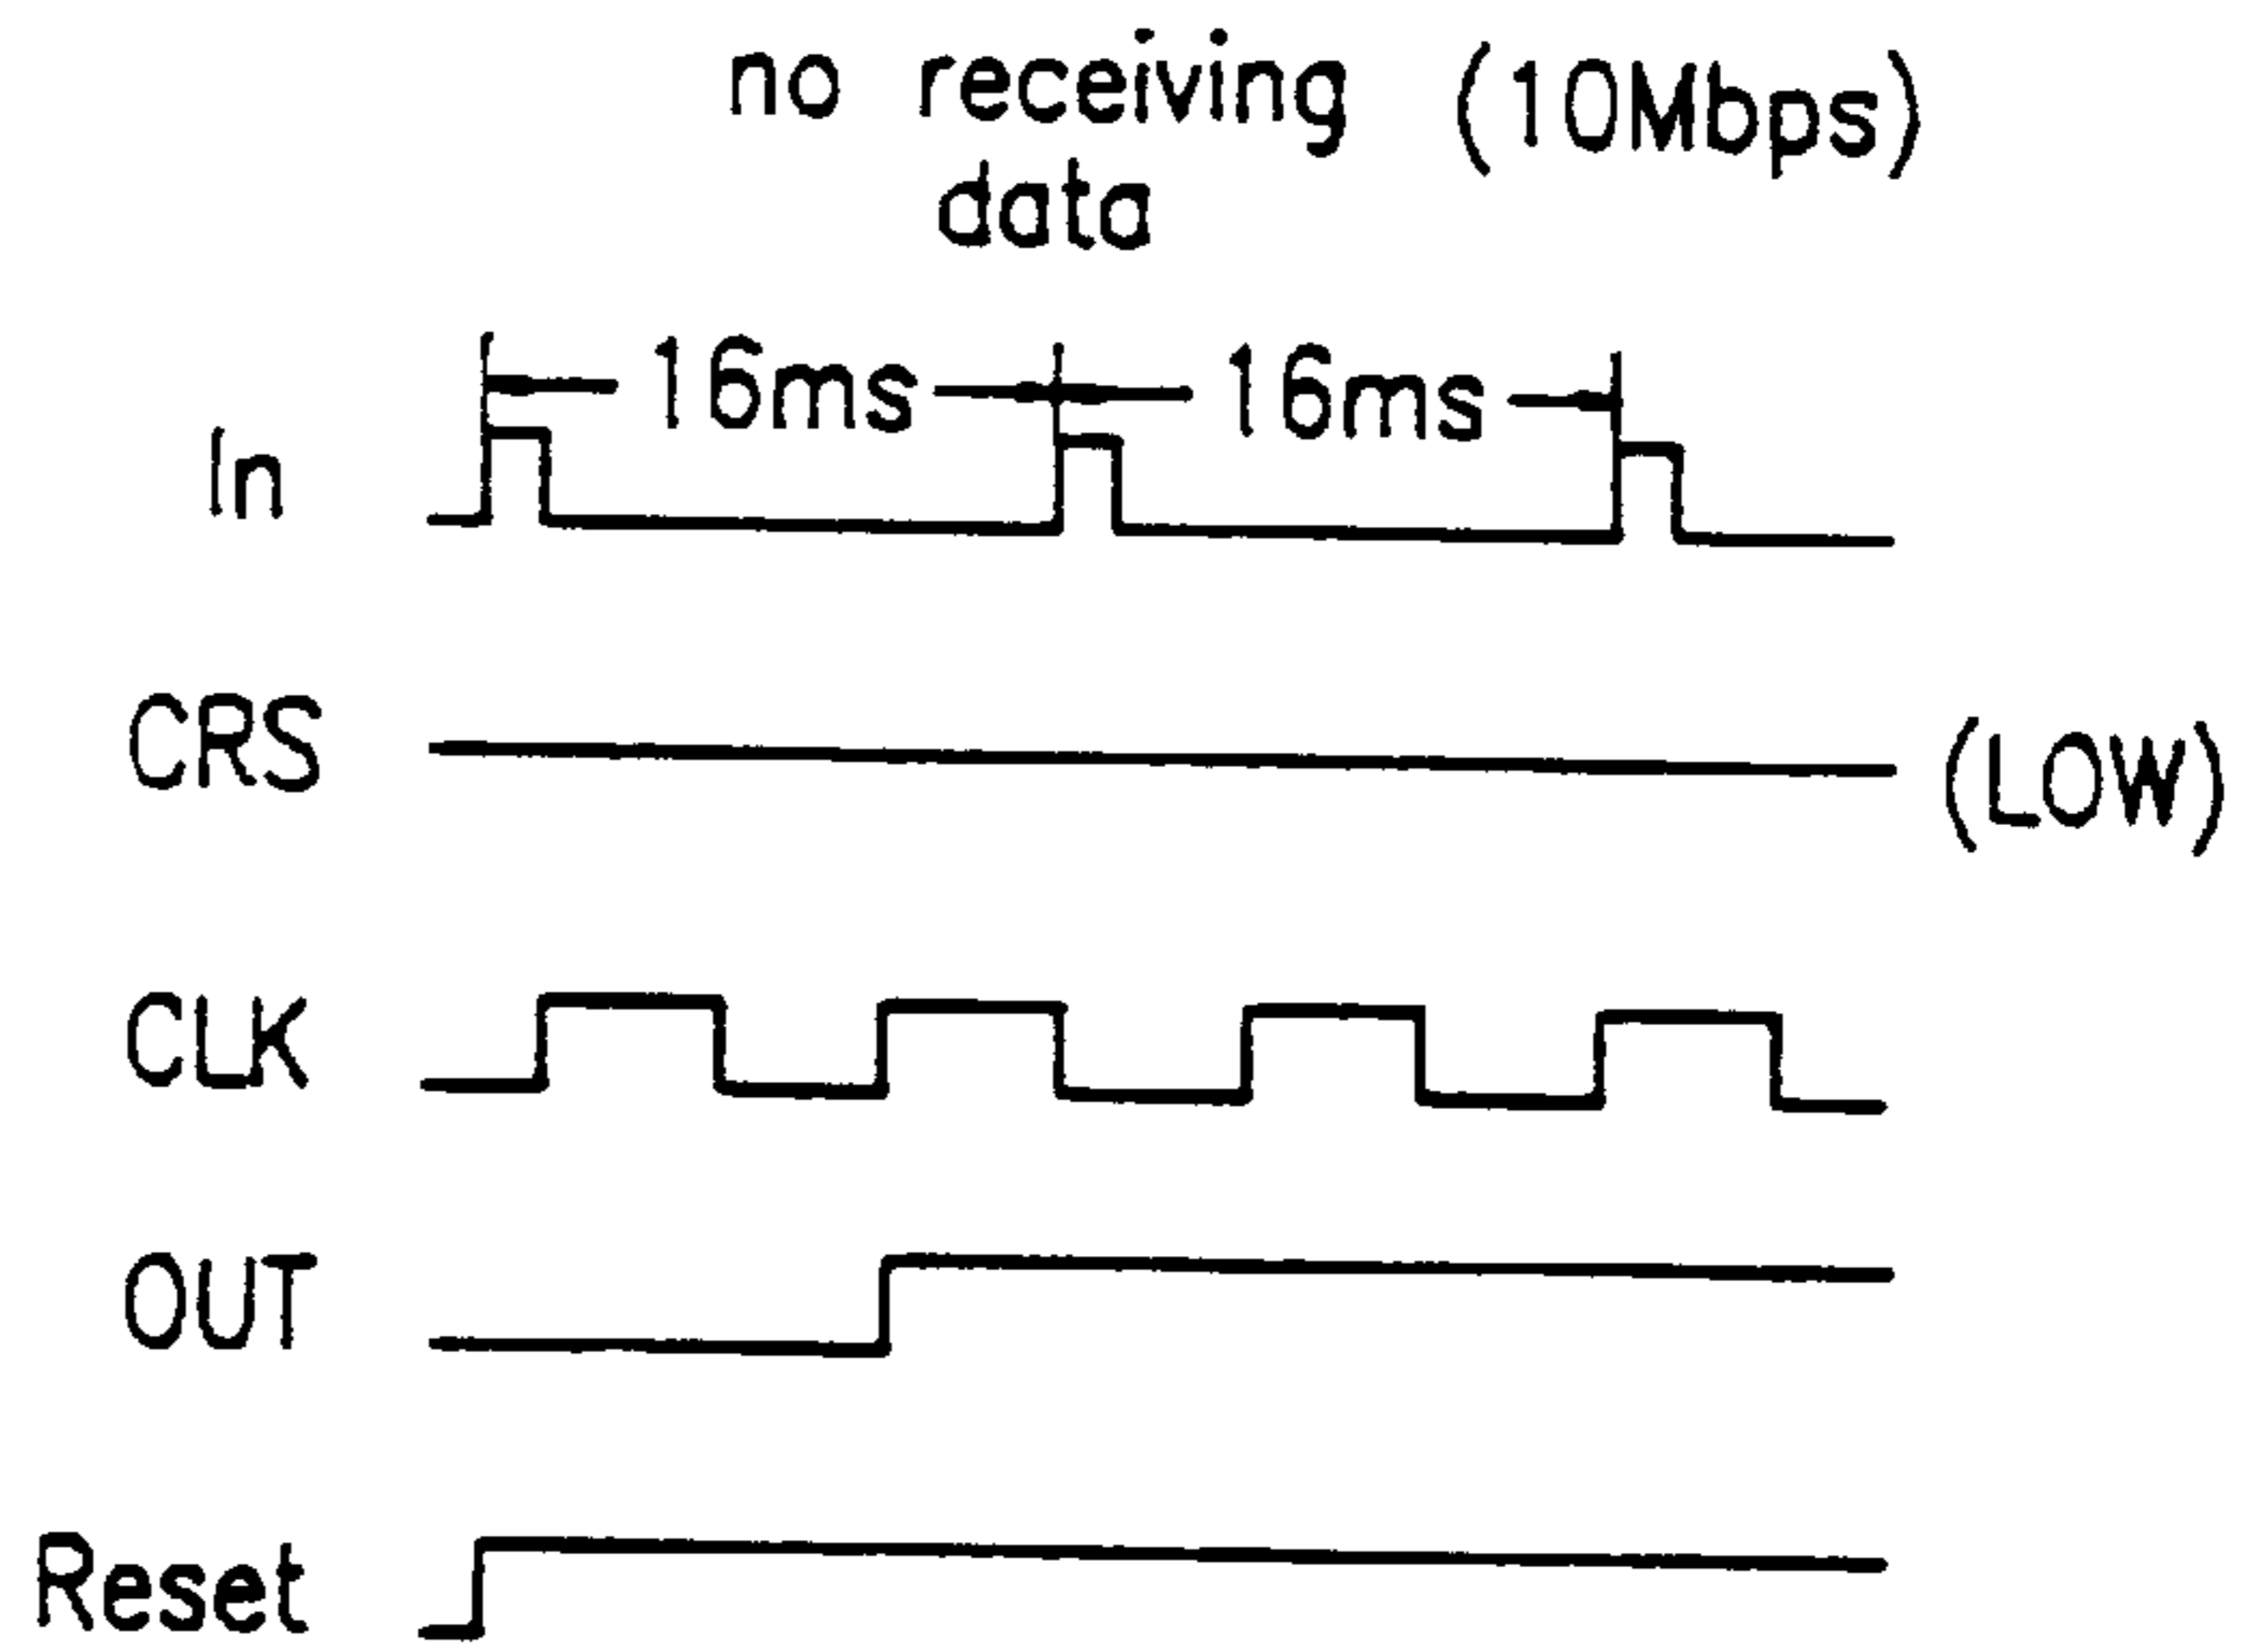 no receiving (10Mbps)
data
16ms 16ms
In
CRS (LOW)
CLK
OUT
Reset